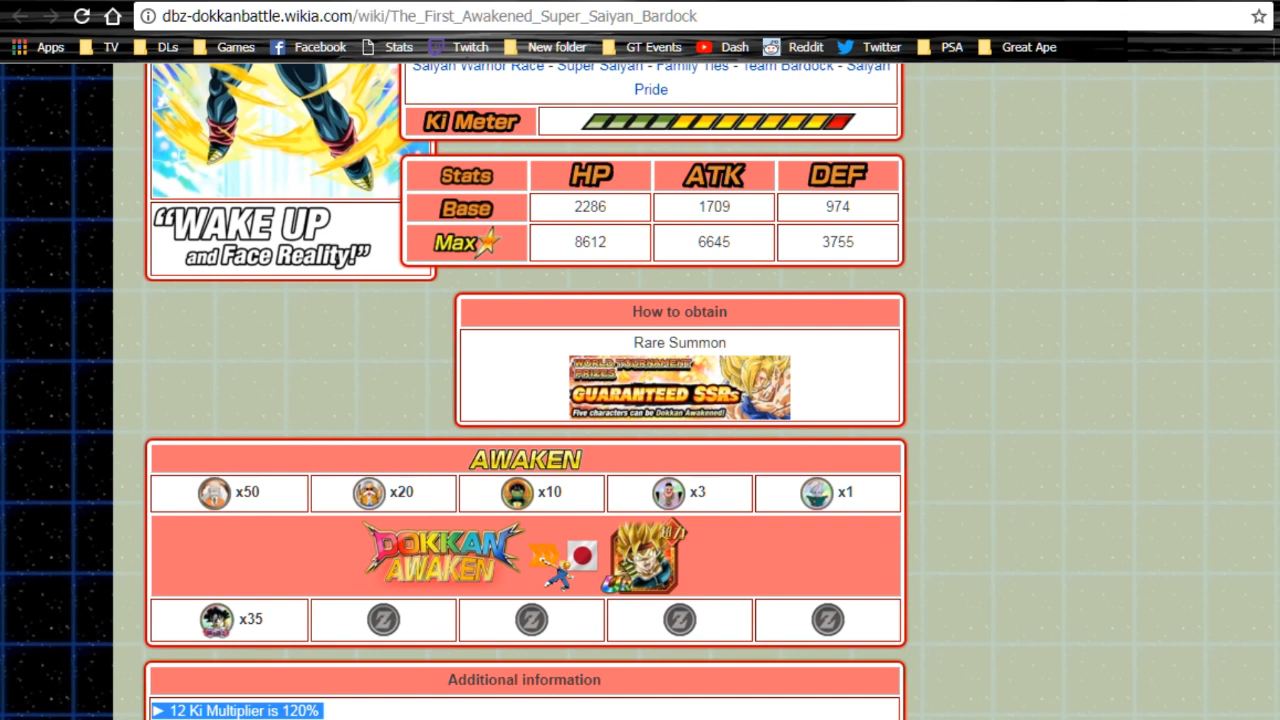 dbz-dokkanbattle.wikia.com/wiki/The_First_Awakened_Super_Saiyan_Bardock
Apps TV DLs Games Facebook Stats Twitch New folder GT Events Dash Reddit Twitter PSA Great Ape
Saiyan Warrior Race - Super Saiyan - Family Ties - Team Bardock - Saiyan
Pride
Ki Meter
Stats HP ATK DEF
Base 2286 1709 974
Max 8612 6645 3755
"WAKE UP
and Face Reality!"
How to obtain
Rare Summon
WORLD TOURNAMENT
PRIZES
GUARANTEED SSRs
Five characters can be Dokkan Awakened!
AWAKEN
x50 x20 x10 x3 x1
DOKKAN
AWAKEN
x35 Z Z Z Z
Additional information
► 12 Ki Multiplier is 120%